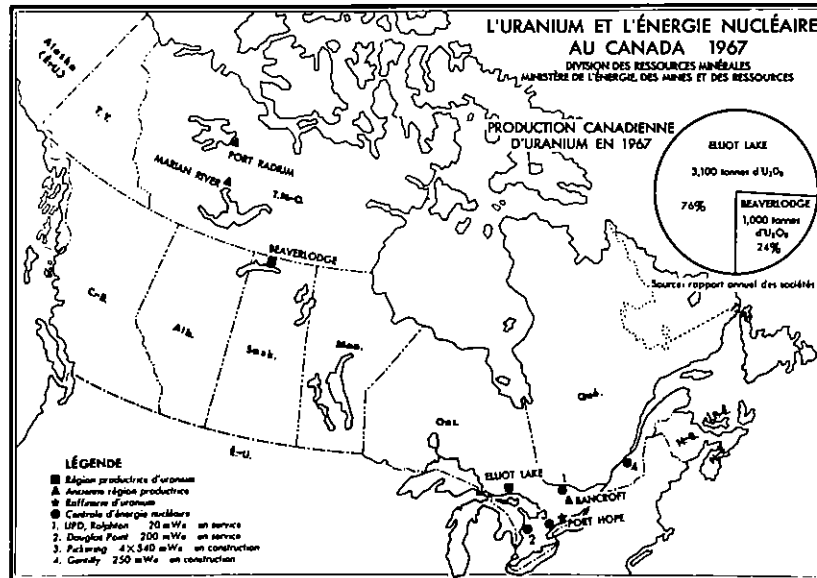 L'URANIUM ET L'ÉNERGIE NUCLÉAIRE
AU CANADA 1967
DIVISION DES RESSOURCES MINÉRALES
MINISTÈRE DE L'ÉNERGIE, DES MINES ET DES RESSOURCES
PRODUCTION CANADIENNE
D'URANIUM EN 1967
ELLIOT LAKE
3,100 tonnes d'U₃O₈
76%
BEAVERLODGE
1,000 tonnes
d'U₃O₈
24%
Source: rapport annuel des sociétés
Alaska
(É-U.)
T. Y.
PORT RADIUM
MARIAN RIVER
T. N.-O.
BEAVERLODGE
C.-B.
Alb.
Sask.
Man.
Ont.
Qué.
N.-B.
É.-U.
ELLIOT LAKE
1
BANCROFT
PORT HOPE
2
3
4
LÉGENDE
Région productrice d'uranium
Ancienne région productrice
Raffinerie d'uranium
Centrale d'énergie nucléaire
1. UPD, Rolphton 20 mWe en service
2. Douglas Point 200 mWe en service
3. Pickering 4 X 540 mWe en construction
4. Gentilly 250 mWe en construction